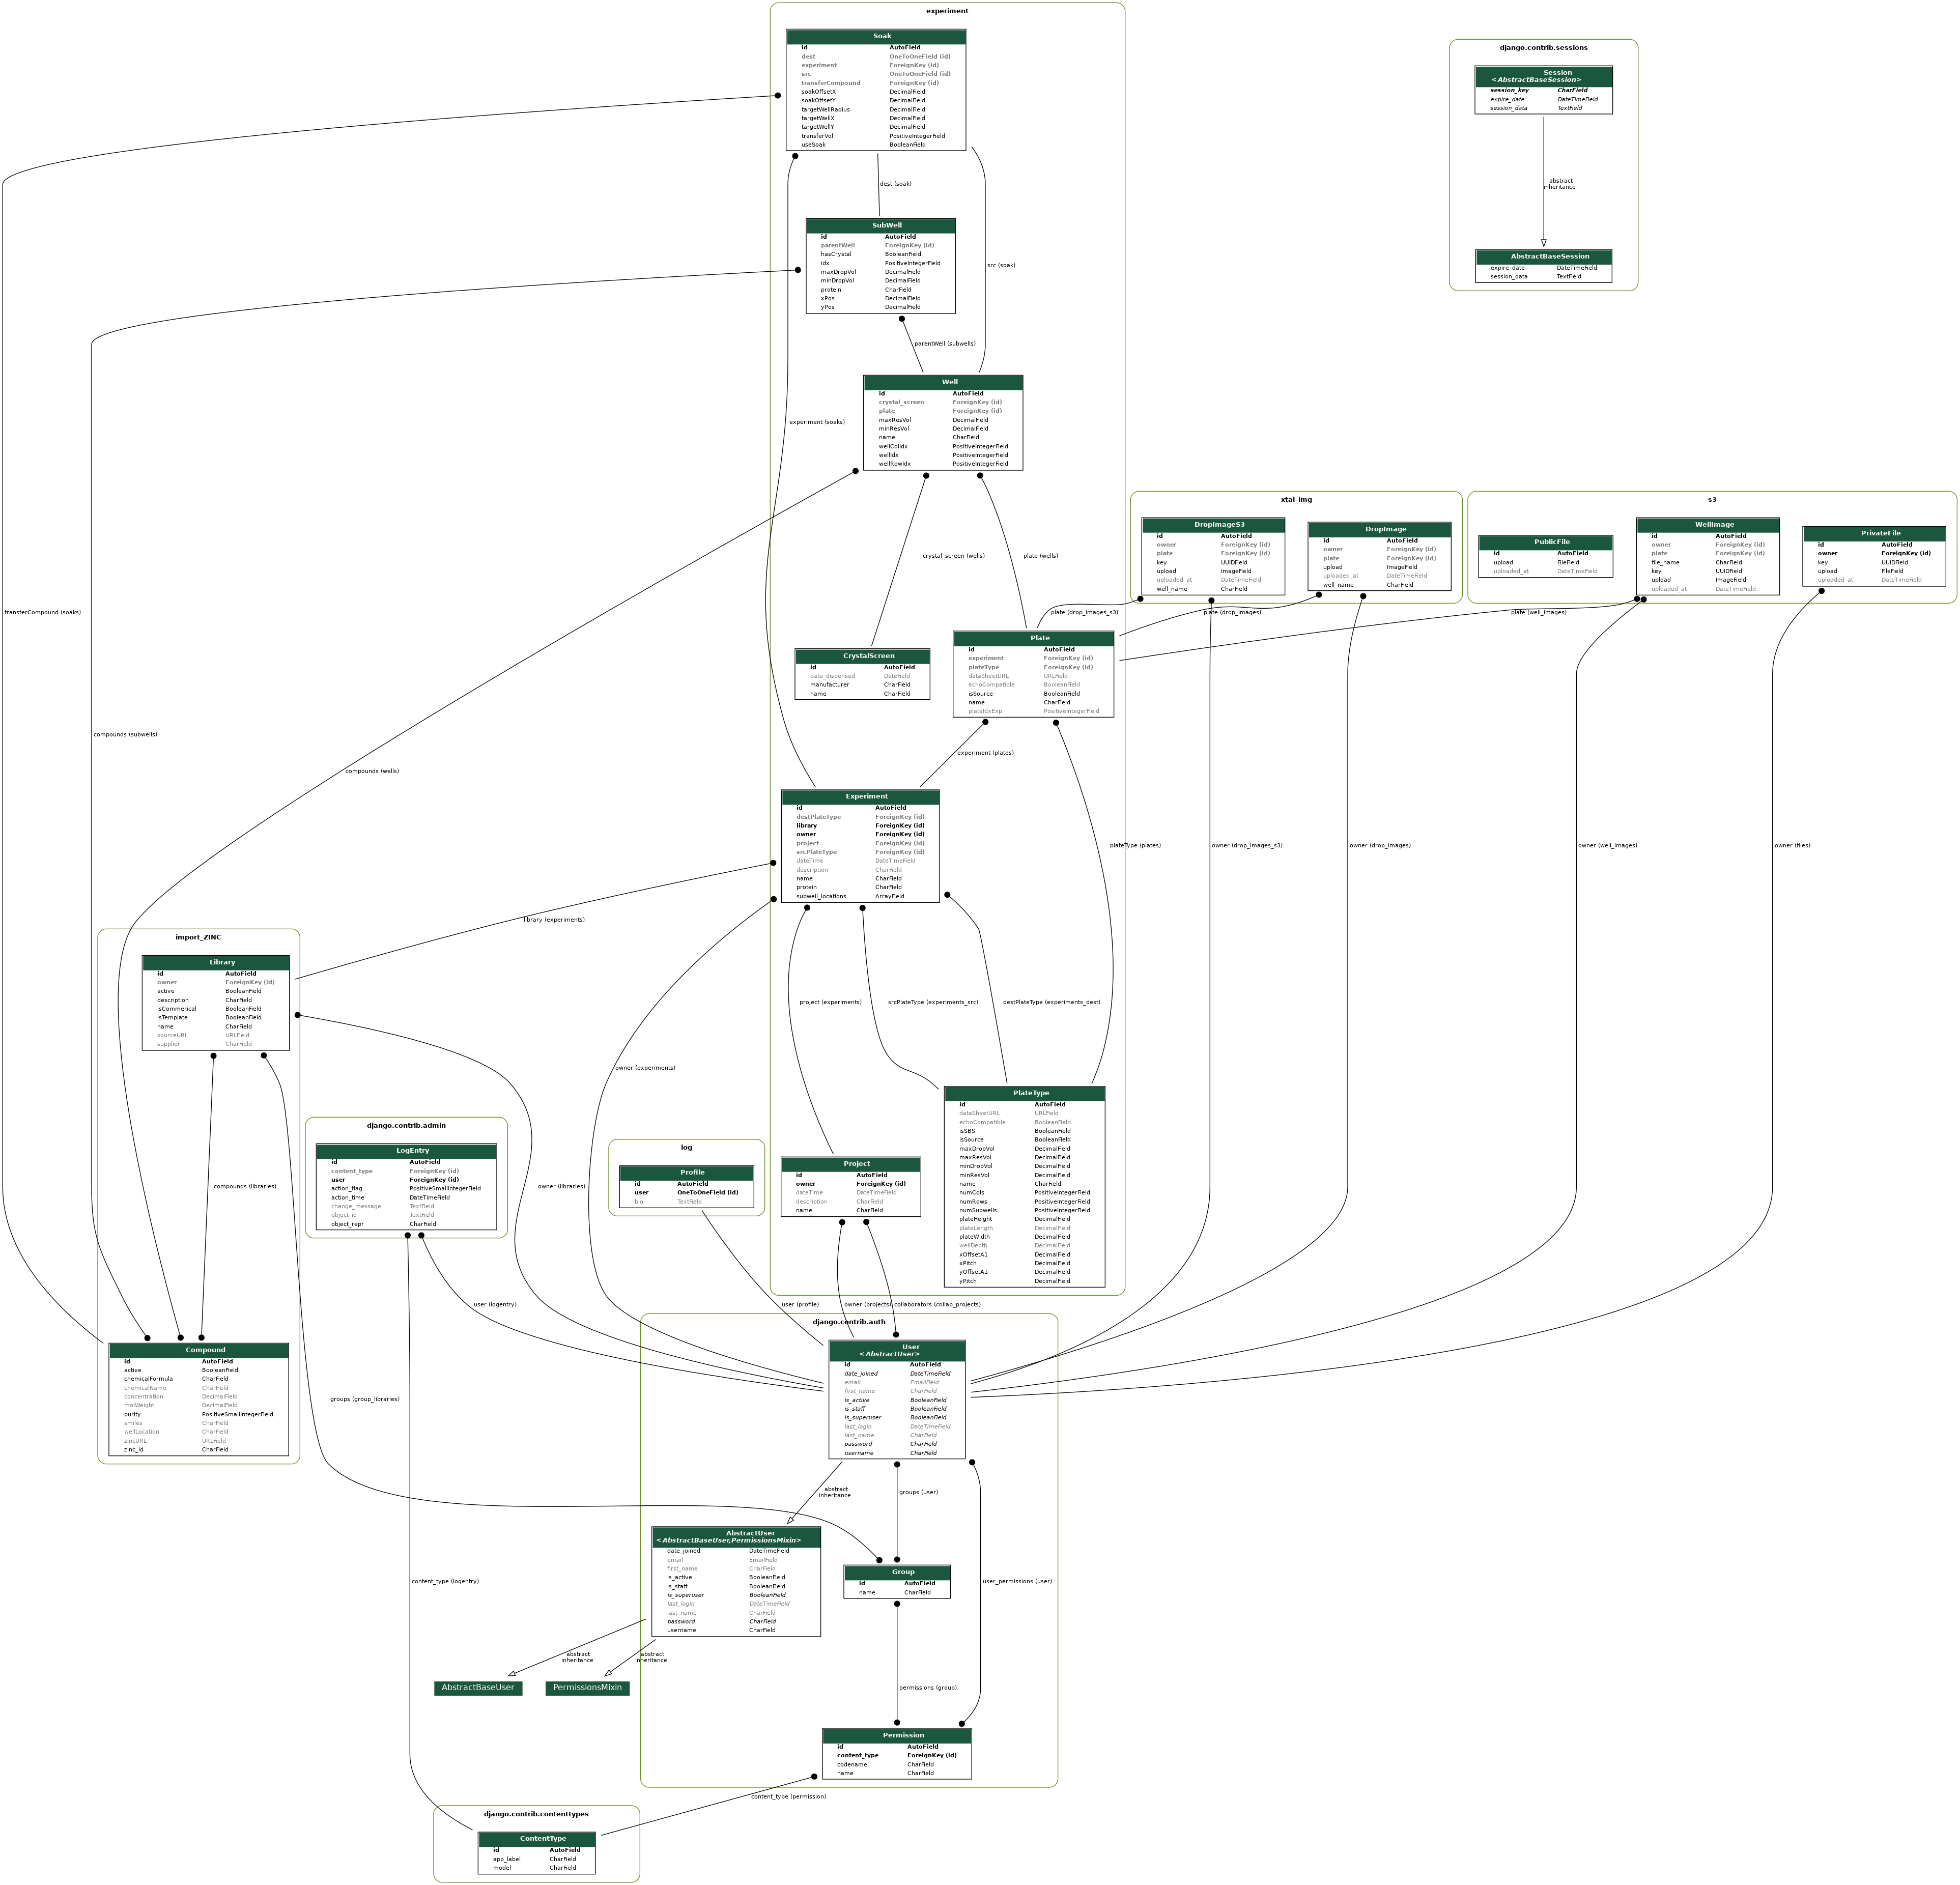 experiment
Soak
id AutoField
dest OneToOneField (id)
experiment ForeignKey (id)
src OneToOneField (id)
transferCompound ForeignKey (id)
soakOffsetX DecimalField
soakOffsetY DecimalField
targetWellRadius DecimalField
targetWellX DecimalField
targetWellY DecimalField
transferVol PositiveIntegerField
useSoak BooleanField
django.contrib.sessions
Session
<AbstractBaseSession>
session_key CharField
expire_date DateTimeField
session_data TextField
abstract
inheritance
AbstractBaseSession
expire_date DateTimeField
session_data TextField
dest (soak)
SubWell
id AutoField
parentWell ForeignKey (id)
hasCrystal BooleanField
idx PositiveIntegerField
maxDropVol DecimalField
minDropVol DecimalField
protein CharField
xPos DecimalField
yPos DecimalField
src (soak)
parentWell (subwells)
Well
id AutoField
crystal_screen ForeignKey (id)
plate ForeignKey (id)
maxResVol DecimalField
minResVol DecimalField
name CharField
wellColIdx PositiveIntegerField
wellIdx PositiveIntegerField
wellRowIdx PositiveIntegerField
experiment (soaks)
crystal_screen (wells)
plate (wells)
xtal_img
DropImageS3
id AutoField
owner ForeignKey (id)
plate ForeignKey (id)
key UUIDField
upload ImageField
uploaded_at DateTimeField
well_name CharField
DropImage
id AutoField
owner ForeignKey (id)
plate ForeignKey (id)
upload ImageField
uploaded_at DateTimeField
well_name CharField
s3
PublicFile
id AutoField
upload FileField
uploaded_at DateTimeField
WellImage
id AutoField
owner ForeignKey (id)
plate ForeignKey (id)
file_name CharField
key UUIDField
upload ImageField
uploaded_at DateTimeField
PrivateFile
id AutoField
owner ForeignKey (id)
key UUIDField
upload FileField
uploaded_at DateTimeField
transferCompound (soaks)
plate (drop_images_s3)
plate (drop_images)
plate (well_images)
CrystalScreen
id AutoField
date_dispensed DateField
manufacturer CharField
name CharField
Plate
id AutoField
experiment ForeignKey (id)
plateType ForeignKey (id)
dataSheetURL URLField
echoCompatible BooleanField
isSource BooleanField
name CharField
plateIdxExp PositiveIntegerField
compounds (subwells)
compounds (wells)
experiment (plates)
Experiment
id AutoField
destPlateType ForeignKey (id)
library ForeignKey (id)
owner ForeignKey (id)
project ForeignKey (id)
srcPlateType ForeignKey (id)
dateTime DateTimeField
description CharField
name CharField
protein CharField
subwell_locations ArrayField
plateType (plates)
owner (drop_images_s3)
owner (drop_images)
owner (well_images)
owner (files)
library (experiments)
import_ZINC
Library
id AutoField
owner ForeignKey (id)
active BooleanField
description CharField
isCommerical BooleanField
isTemplate BooleanField
name CharField
sourceURL URLField
supplier CharField
project (experiments)
srcPlateType (experiments_src)
destPlateType (experiments_dest)
owner (experiments)
PlateType
id AutoField
dataSheetURL URLField
echoCompatible BooleanField
isSBS BooleanField
isSource BooleanField
maxDropVol DecimalField
maxResVol DecimalField
minDropVol DecimalField
minResVol DecimalField
name CharField
numCols PositiveIntegerField
numRows PositiveIntegerField
numSubwells PositiveIntegerField
plateHeight DecimalField
plateLength DecimalField
plateWidth DecimalField
wellDepth DecimalField
xOffsetA1 DecimalField
xPitch DecimalField
yOffsetA1 DecimalField
yPitch DecimalField
django.contrib.admin
LogEntry
id AutoField
content_type ForeignKey (id)
user ForeignKey (id)
action_flag PositiveSmallIntegerField
action_time DateTimeField
change_message TextField
object_id TextField
object_repr CharField
log
Profile
id AutoField
user OneToOneField (id)
bio TextField
Project
id AutoField
owner ForeignKey (id)
dateTime DateTimeField
description CharField
name CharField
compounds (libraries)
owner (libraries)
user (logentry)
user (profile)
owner (projects)
collaborators (collab_projects)
django.contrib.auth
User
<AbstractUser>
id AutoField
date_joined DateTimeField
email EmailField
first_name CharField
is_active BooleanField
is_staff BooleanField
is_superuser BooleanField
last_login DateTimeField
last_name CharField
password CharField
username CharField
Compound
id AutoField
active BooleanField
chemicalFormula CharField
chemicalName CharField
concentration DecimalField
molWeight DecimalField
purity PositiveSmallIntegerField
smiles CharField
wellLocation CharField
zincURL URLField
zinc_id CharField
groups (group_libraries)
abstract
inheritance
groups (user)
AbstractUser
<AbstractBaseUser,PermissionsMixin>
date_joined DateTimeField
email EmailField
first_name CharField
is_active BooleanField
is_staff BooleanField
is_superuser BooleanField
last_login DateTimeField
last_name CharField
password CharField
username CharField
Group
id AutoField
name CharField
content_type (logentry)
user_permissions (user)
abstract
inheritance
abstract
inheritance
AbstractBaseUser
PermissionsMixin
permissions (group)
Permission
id AutoField
content_type ForeignKey (id)
codename CharField
name CharField
content_type (permission)
django.contrib.contenttypes
ContentType
id AutoField
app_label CharField
model CharField